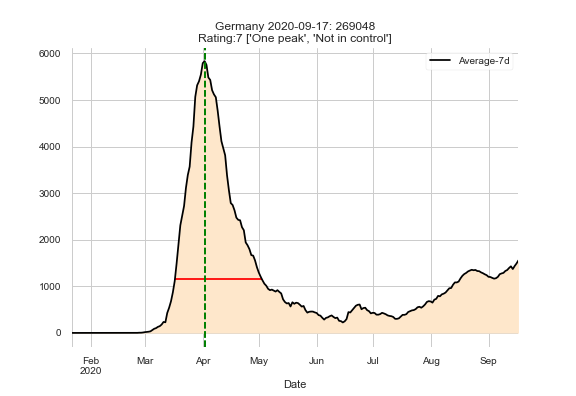 Germany 2020-09-17: 269048
Rating:7 ['One peak', 'Not in control']
Average-7d
6000
5000
4000
3000
2000
1000
0
Feb Mar Apr May Jun Jul Aug Sep
2020
Date